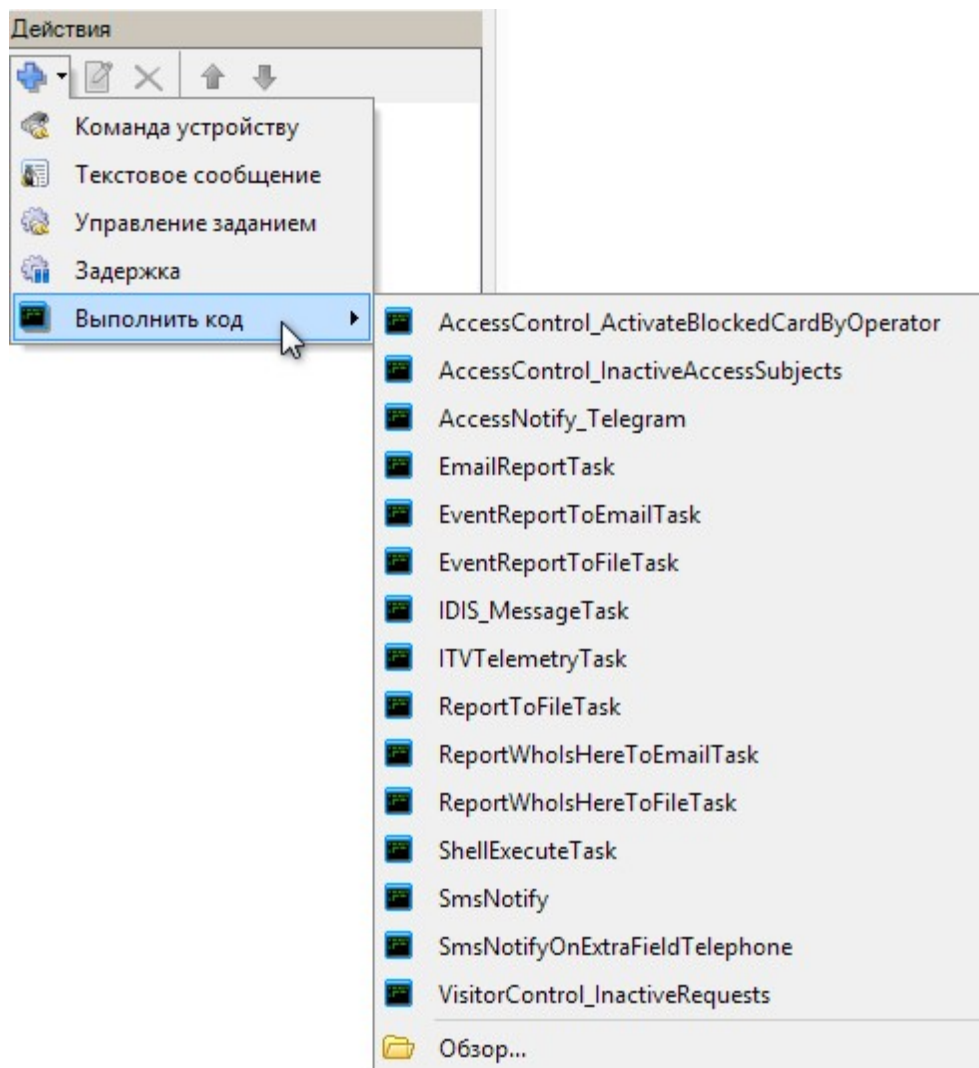 Действия
Команда устройству
Текстовое сообщение
Управление заданием
Задержка
Выполнить код
AccessControl_ActivateBlockedCardByOperator
AccessControl_InactiveAccessSubjects
AccessNotify_Telegram
EmailReportTask
EventReportToEmailTask
EventReportToFileTask
IDIS_MessageTask
ITVTelemetryTask
ReportToFileTask
ReportWhoIsHereToEmailTask
ReportWhoIsHereToFileTask
ShellExecuteTask
SmsNotify
SmsNotifyOnExtraFieldTelephone
VisitorControl_InactiveRequests
Обзор...